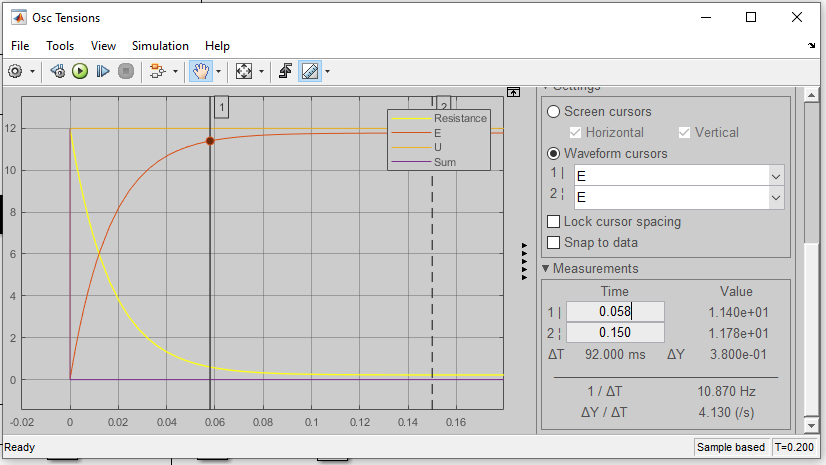 Osc Tensions
File Tools View Simulation Help
1
2
Resistance
E
U
Sum
12
10
8
6
4
2
0
-0.02 0 0.02 0.04 0.06 0.08 0.1 0.12 0.14 0.16
Settings
Screen cursors
Horizontal Vertical
Waveform cursors
1 | E
2 ¦ E
Lock cursor spacing
Snap to data
▼ Measurements
Time Value
1 | 0.058 1.140e+01
2 ¦ 0.150 1.178e+01
ΔT 92.000 ms ΔY 3.800e-01
1 / ΔT 10.870 Hz
ΔY / ΔT 4.130 (/s)
Ready Sample based T=0.200